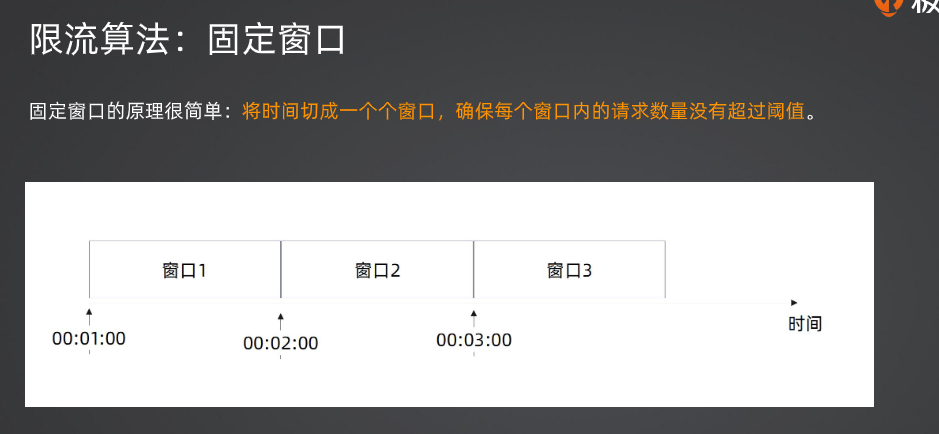 限流算法：固定窗口
固定窗口的原理很简单：将时间切成一个个窗口，确保每个窗口内的请求数量没有超过阈值。
窗口1
窗口2
窗口3
时间
00:01:00
00:02:00
00:03:00